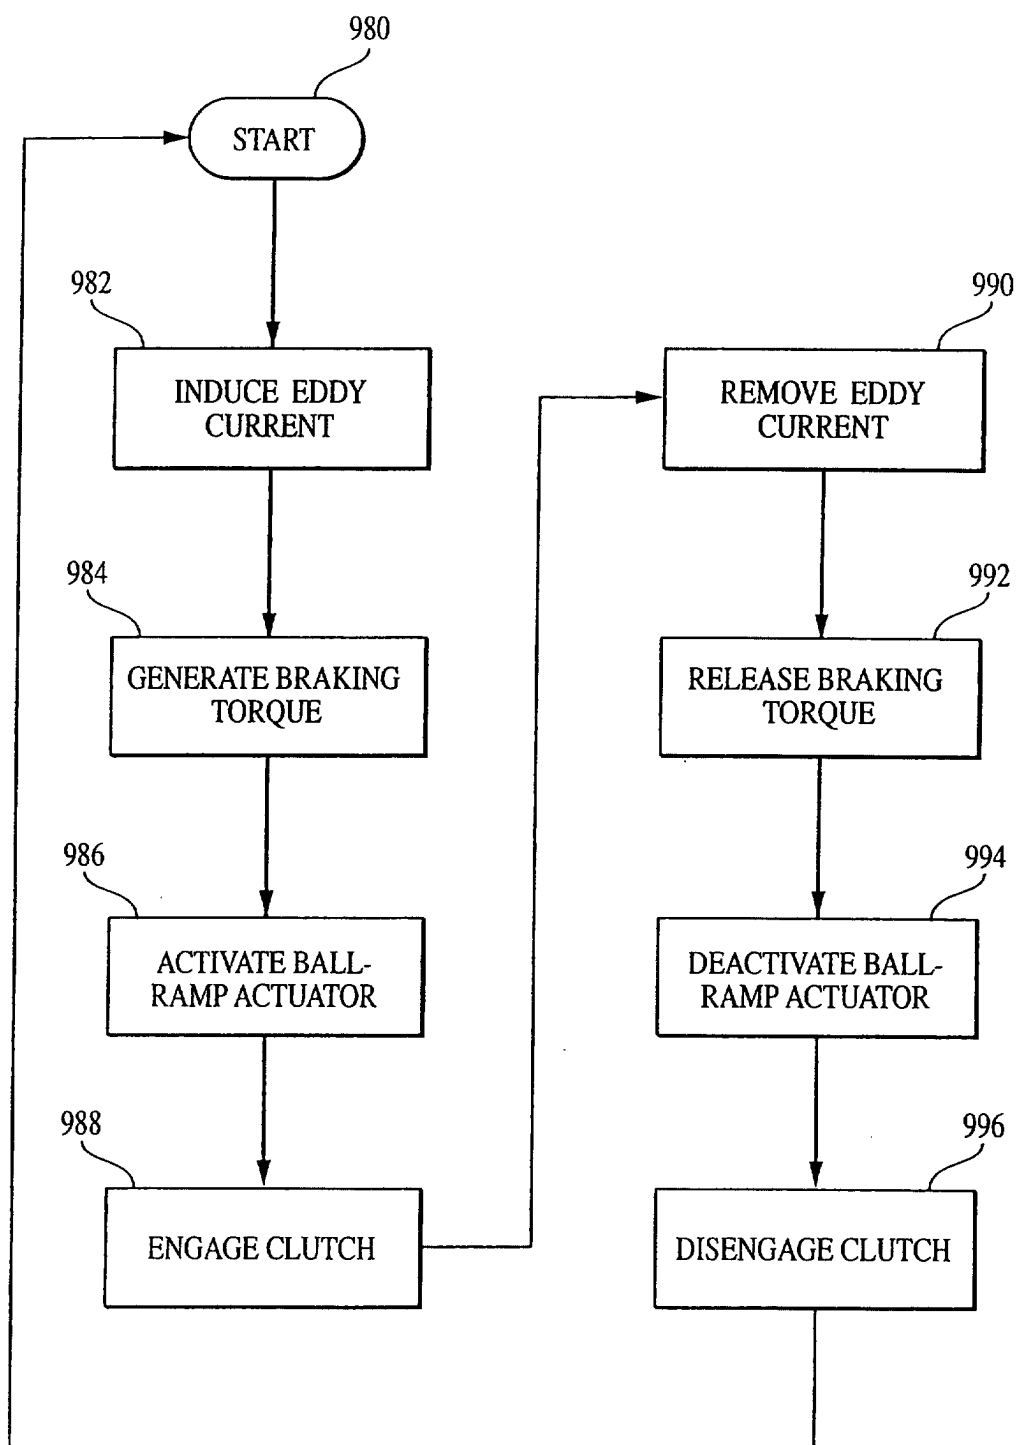 980
START
982
INDUCE EDDY
CURRENT
984
GENERATE BRAKING
TORQUE
986
ACTIVATE BALL-
RAMP ACTUATOR
988
ENGAGE CLUTCH
990
REMOVE EDDY
CURRENT
992
RELEASE BRAKING
TORQUE
994
DEACTIVATE BALL-
RAMP ACTUATOR
996
DISENGAGE CLUTCH